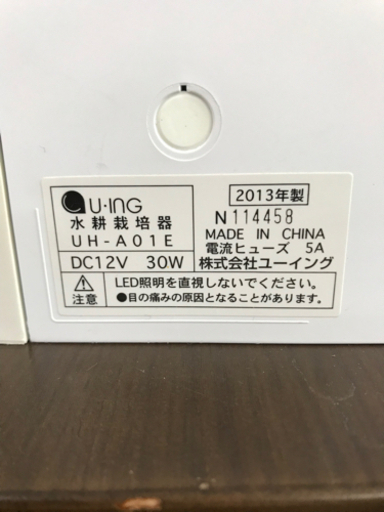 U·ING
水耕栽培器
UH-A01E
DC12V 30W
2013年製
N114458
MADE IN CHINA
電流ヒューズ 5A
株式会社ユーイング
注意
LED照明を直視しないでください。
●目の痛みの原因となることがあります。